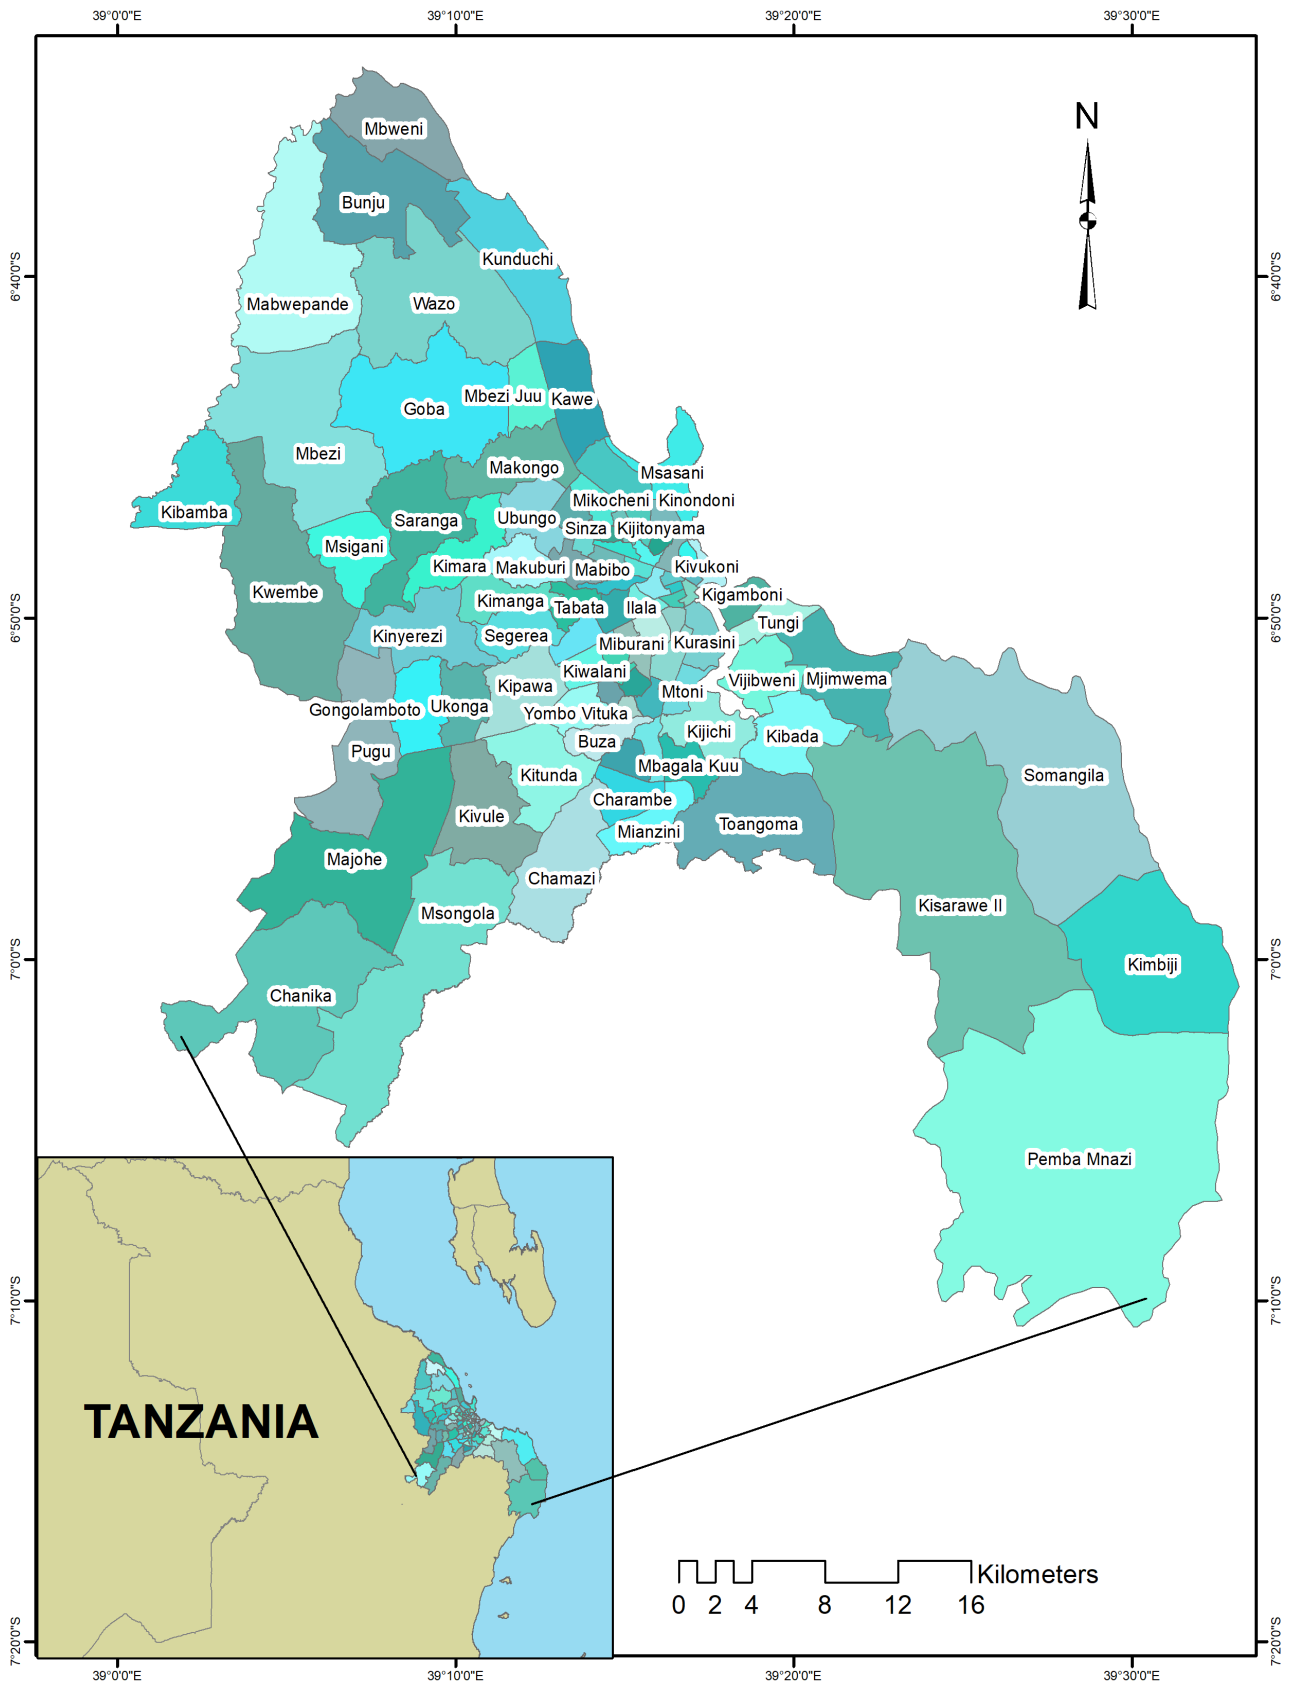 39°0'0"E
39°10'0"E
39°20'0"E
39°30'0"E
N
Mbweni
Bunju
Kunduchi
6°40'0"S
6°40'0"S
Mabwepande
Wazo
Mbezi Juu
Kawe
Goba
Mbezi
Makongo
Msasani
Mikocheni
Kinondoni
Kibamba
Saranga
Ubungo
Sinza
Kijitonyama
Msigani
Kimara
Makuburi
Mabibo
Kivukoni
Kwembe
Kigamboni
Kimanga
Tabata
Ilala
6°50'0"S
6°50'0"S
Tungi
Kinyerezi
Segerea
Miburani
Kurasini
Kiwalani
Vijibweni
Mjimwema
Kipawa
Mtoni
Gongolamboto
Ukonga
Yombo Vituka
Kijichi
Kibada
Buza
Pugu
Mbagala Kuu
Kitunda
Somangila
Charambe
Kivule
Mianzini
Toangoma
Majohe
Chamazi
Kisarawe II
Msongola
7°0'0"S
7°0'0"S
Kimbiji
Chanika
Pemba Mnazi
7°10'0"S
7°10'0"S
TANZANIA
Kilometers
0 2 4 8 12 16
7°20'0"S
7°20'0"S
39°0'0"E
39°10'0"E
39°20'0"E
39°30'0"E